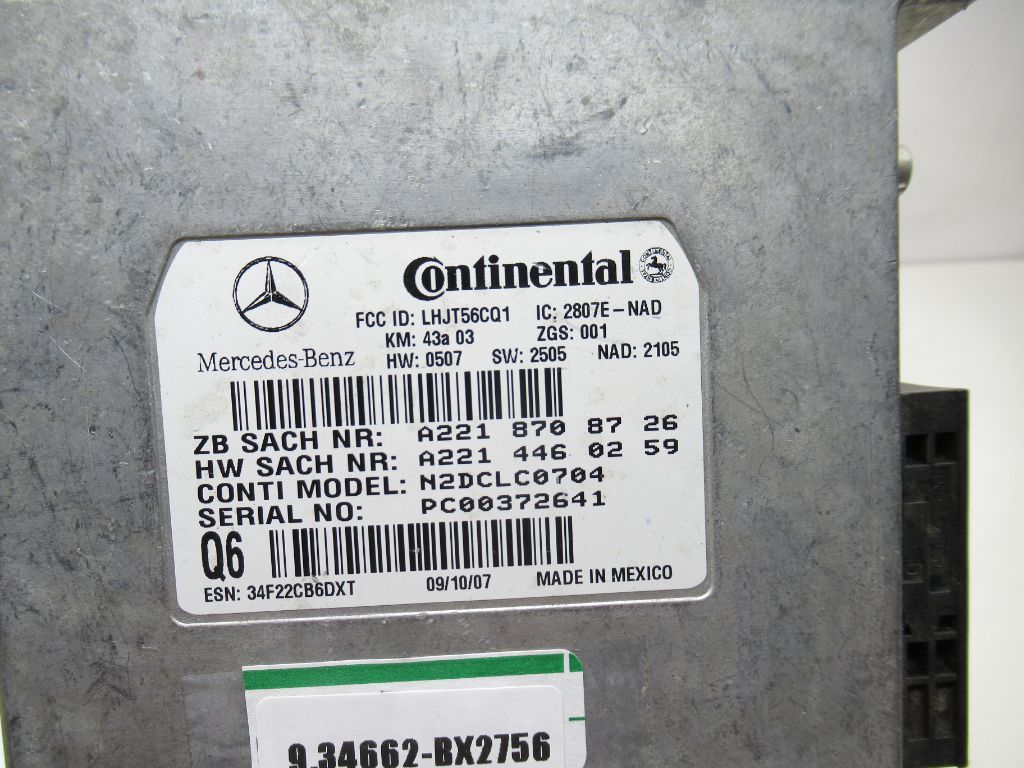 Continental
FCC ID: LHJT56CQ1 IC: 2807E-NAD
KM: 43a 03 ZGS: 001
Mercedes-Benz HW: 0507 SW: 2505 NAD: 2105
ZB SACH NR: A221 870 87 26
HW SACH NR: A221 446 02 59
CONTI MODEL: N2DCLC0704
SERIAL NO: PC00372641
Q6
ESN: 34F22CB6DXT 09/10/07 MADE IN MEXICO
9.34662-BX2756